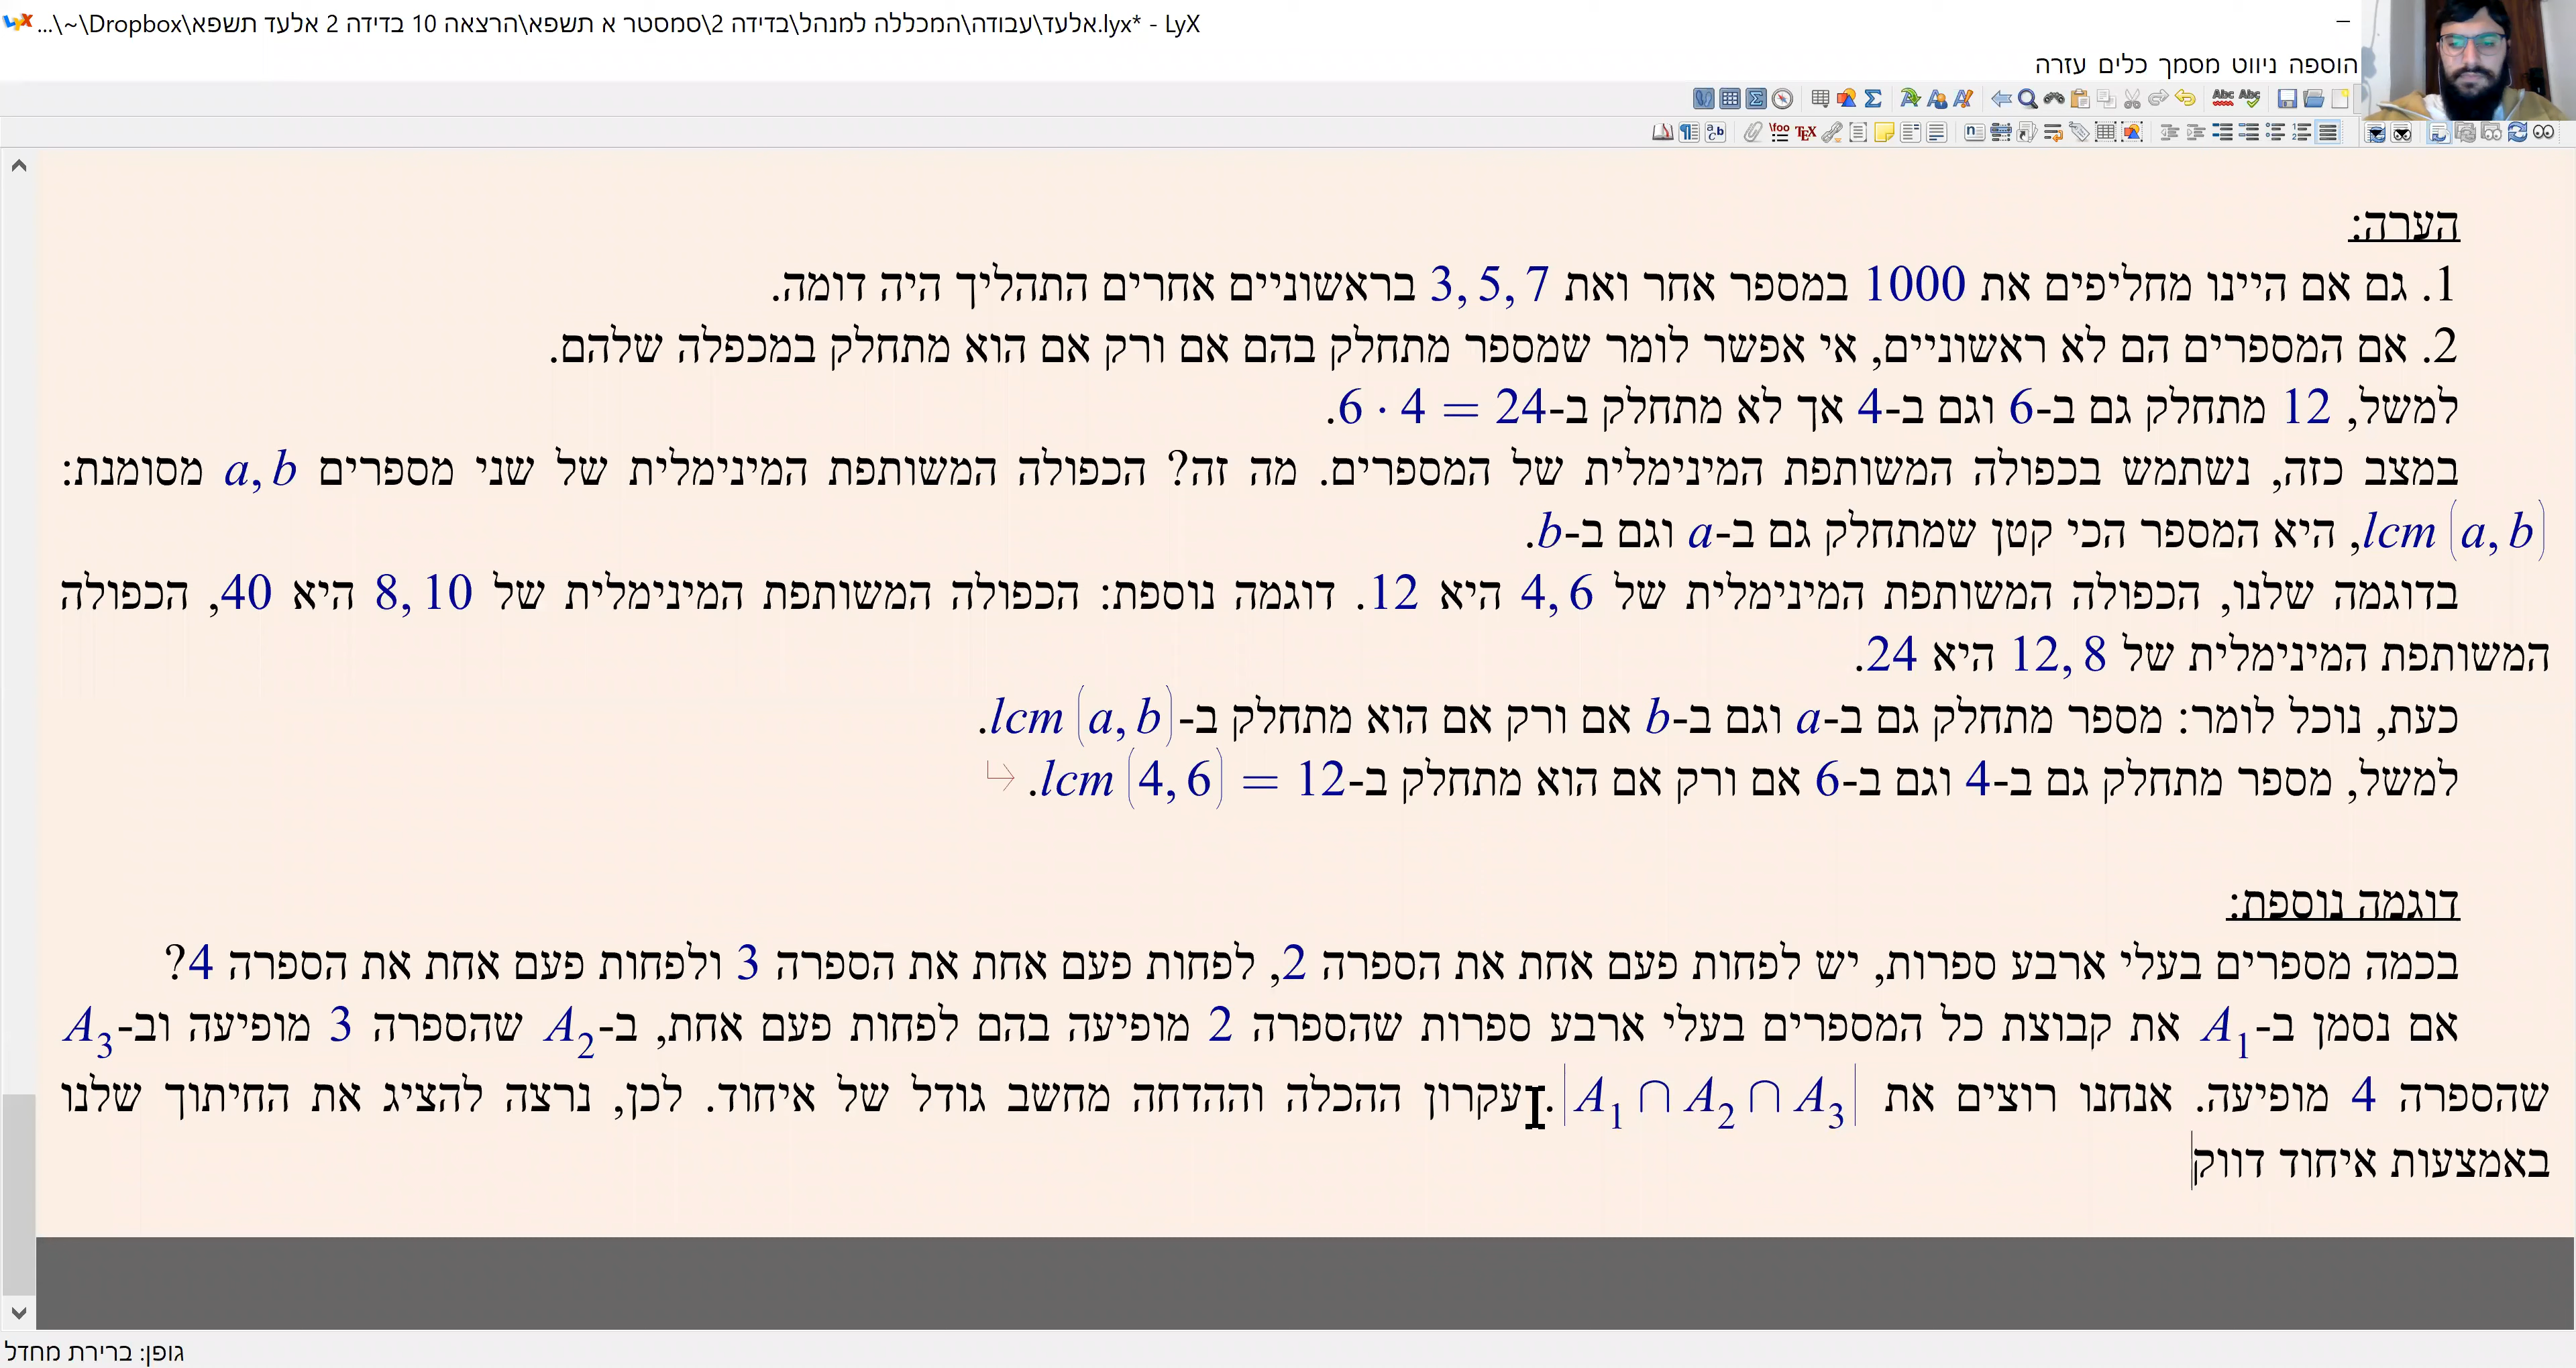 ...\~\Dropbox\אלעד\עבודה\המכללה למנהל\בדידה 2\סמסטר א תשפא\הרצאה 10 בדידה 2 אלעד תשפא.lyx* - LyX
הוספה ניווט מסמך כלים עזרה
הערה:
1. גם אם היינו מחליפים את 1000 במספר אחר ואת 3, 5, 7 בראשוניים אחרים התהליך היה דומה.
2. אם המספרים הם לא ראשוניים, אי אפשר לומר שמספר מתחלק בהם אם ורק אם הוא מתחלק במכפלה שלהם.
למשל, 12 מתחלק גם ב-6 וגם ב-4 אך לא מתחלק ב-6 · 4 = 24.
במצב כזה, נשתמש בכפולה המשותפת המינימלית של המספרים. מה זה? הכפולה המשותפת המינימלית של שני מספרים a, b מסומנת:
lcm (a, b), היא המספר הכי קטן שמתחלק גם ב-a וגם ב-b.
בדוגמה שלנו, הכפולה המשותפת המינימלית של 4, 6 היא 12. דוגמה נוספת: הכפולה המשותפת המינימלית של 8, 10 היא 40, הכפולה
המשותפת המינימלית של 12, 8 היא 24.
כעת, נוכל לומר: מספר מתחלק גם ב-a וגם ב-b אם ורק אם הוא מתחלק ב-lcm (a, b).
למשל, מספר מתחלק גם ב-4 וגם ב-6 אם ורק אם הוא מתחלק ב-lcm (4, 6) = 12.
דוגמה נוספת:
בכמה מספרים בעלי ארבע ספרות, יש לפחות פעם אחת את הספרה 2, לפחות פעם אחת את הספרה 3 ולפחות פעם אחת את הספרה 4?
אם נסמן ב-A₁ את קבוצת כל המספרים בעלי ארבע ספרות שהספרה 2 מופיעה בהם לפחות פעם אחת, ב-A₂ שהספרה 3 מופיעה וב-A₃
שהספרה 4 מופיעה. אנחנו רוצים את |A₁ ∩ A₂ ∩ A₃|. עקרון ההכלה וההדחה מחשב גודל של איחוד. לכן, נרצה להציג את החיתוך שלנו
באמצעות איחוד דווק
גופן: ברירת מחדל